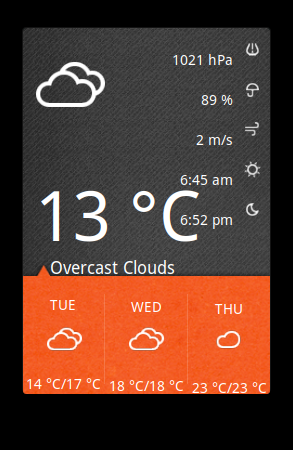 1021 hPa
89 %
2 m/s
6:45 am
13 °C
6:52 pm
Overcast Clouds
TUE
WED
THU
14 °C/17 °C
18 °C/18 °C
23 °C/23 °C